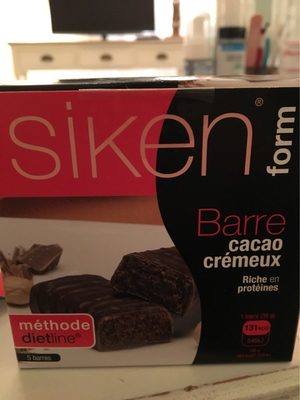 siken®
form
Barre
cacao
crémeux
Riche en
protéines
méthode
dietline®
5 barres
131 kcal